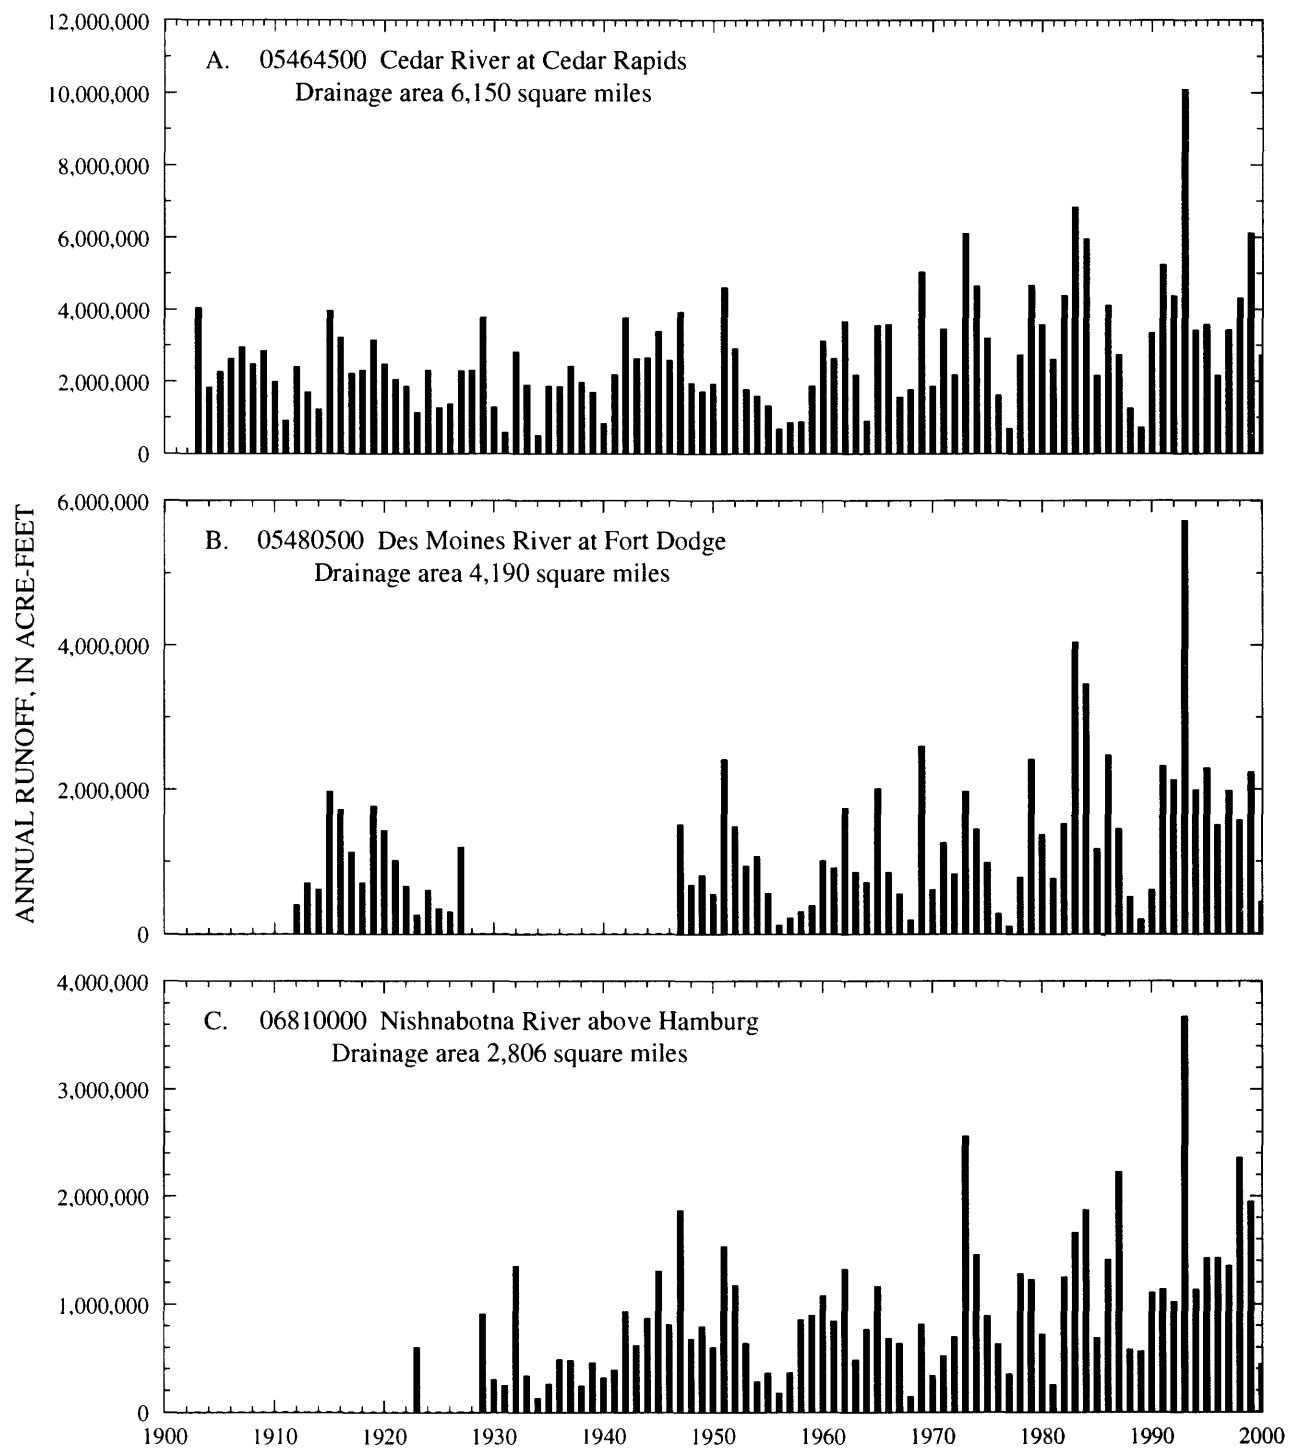 12,000,000
A. 05464500 Cedar River at Cedar Rapids
Drainage area 6,150 square miles
10,000,000
8,000,000
6,000,000
4,000,000
2,000,000
0
6,000,000
B. 05480500 Des Moines River at Fort Dodge
Drainage area 4,190 square miles
4,000,000
2,000,000
0
ANNUAL RUNOFF, IN ACRE-FEET
4,000,000
C. 06810000 Nishnabotna River above Hamburg
Drainage area 2,806 square miles
3,000,000
2,000,000
1,000,000
0
1900 1910 1920 1930 1940 1950 1960 1970 1980 1990 2000